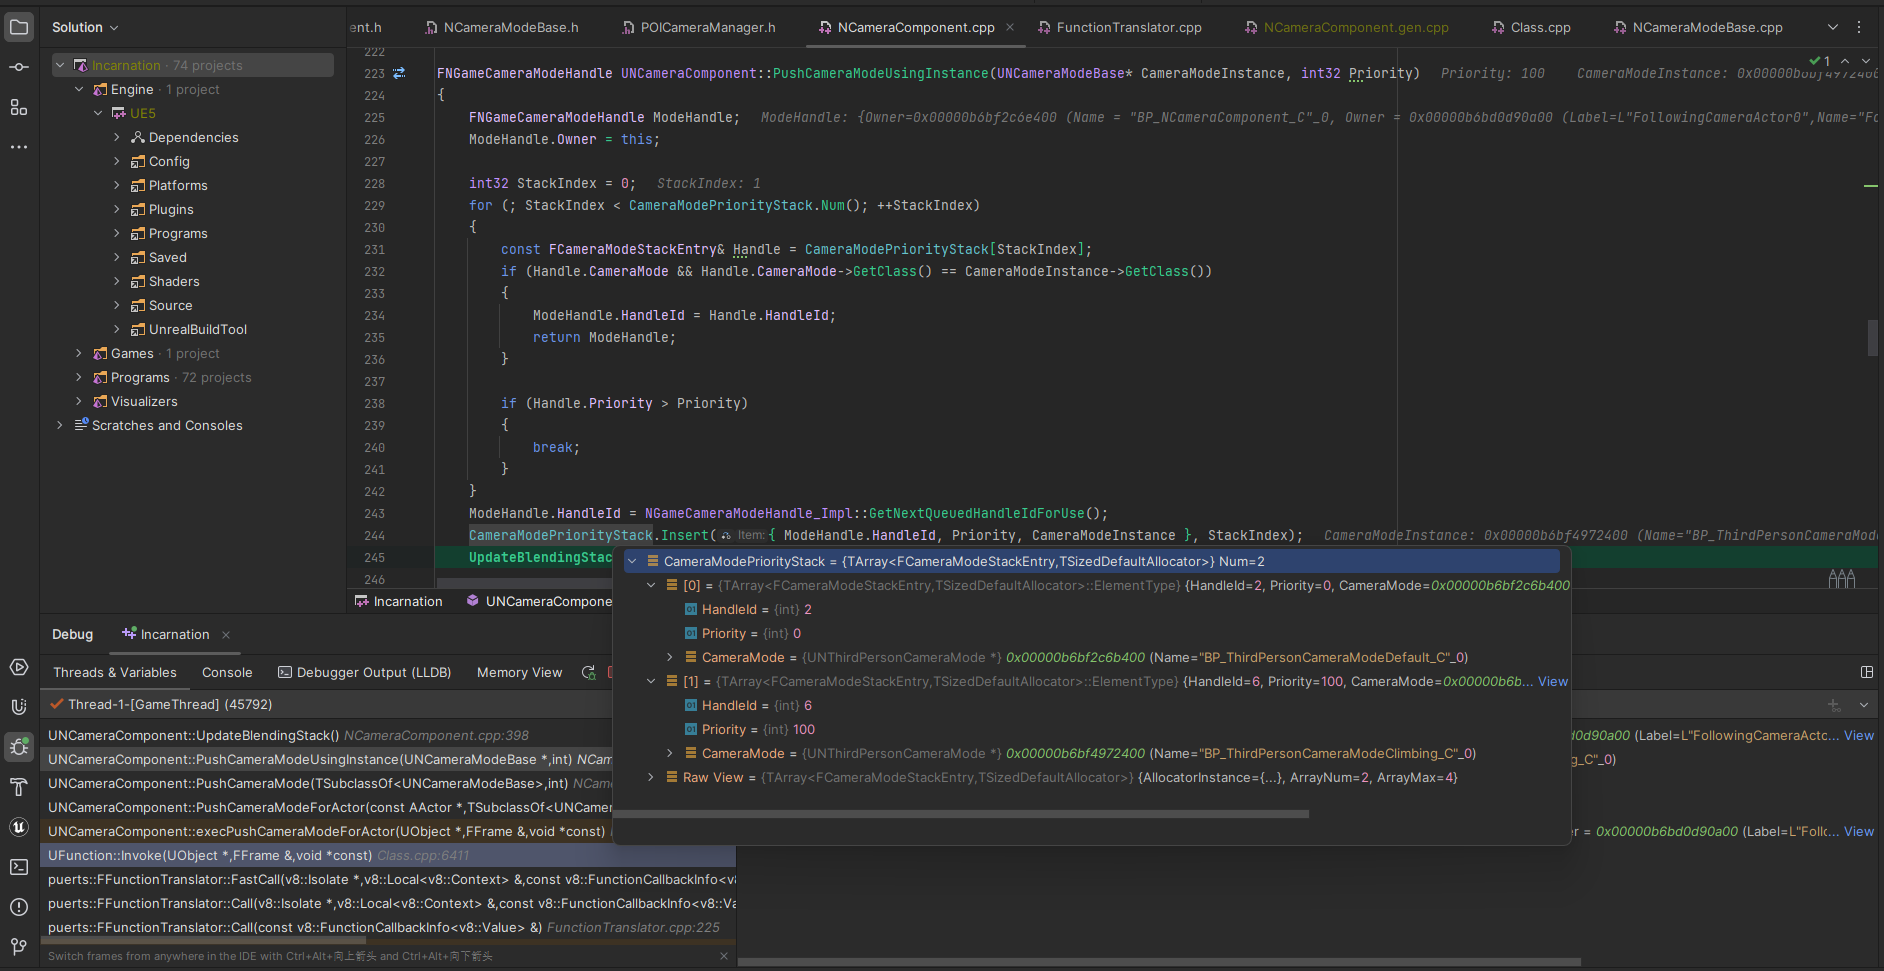 Solution
ent.h
NCameraModeBase.h
POICameraManager.h
NCameraComponent.cpp
FunctionTranslator.cpp
NCameraComponent.gen.cpp
Class.cpp
NCameraModeBase.cpp
Incarnation · 74 projects
Engine · 1 project
UE5
Dependencies
Config
Platforms
Plugins
Programs
Saved
Shaders
Source
UnrealBuildTool
Games · 1 project
Programs · 72 projects
Visualizers
Scratches and Consoles
1
222
223 FNGameCameraModeHandle UNCameraComponent::PushCameraModeUsingInstance(UNCameraModeBase* CameraModeInstance, int32 Priority) Priority: 100 CameraModeInstance: 0x00000b6bf4972400
224 {
225 FNGameCameraModeHandle ModeHandle; ModeHandle: {Owner=0x00000b6bf2c6e400 (Name = "BP_NCameraComponent_C"_0, Owner = 0x00000b6bd0d90a00 (Label=L"FollowingCameraActor0",Name="Fo
226 ModeHandle.Owner = this;
227
228 int32 StackIndex = 0; StackIndex: 1
229 for (; StackIndex < CameraModePriorityStack.Num(); ++StackIndex)
230 {
231 const FCameraModeStackEntry& Handle = CameraModePriorityStack[StackIndex];
232 if (Handle.CameraMode && Handle.CameraMode->GetClass() == CameraModeInstance->GetClass())
233 {
234 ModeHandle.HandleId = Handle.HandleId;
235 return ModeHandle;
236 }
237
238 if (Handle.Priority > Priority)
239 {
240 break;
241 }
242 }
243 ModeHandle.HandleId = NGameCameraModeHandle_Impl::GetNextQueuedHandleIdForUse();
244 CameraModePriorityStack.Insert( Item: { ModeHandle.HandleId, Priority, CameraModeInstance }, StackIndex); CameraModeInstance: 0x00000b6bf4972400 (Name="BP_ThirdPersonCameraMode
245 UpdateBlendingStac
246
Incarnation
UNCameraCompone
CameraModePriorityStack = {TArray<FCameraModeStackEntry,TSizedDefaultAllocator>} Num=2
[0] = {TArray<FCameraModeStackEntry,TSizedDefaultAllocator>::ElementType} {HandleId=2, Priority=0, CameraMode=0x00000b6bf2c6b400
HandleId = {int} 2
Priority = {int} 0
CameraMode = {UNThirdPersonCameraMode *} 0x00000b6bf2c6b400 (Name="BP_ThirdPersonCameraModeDefault_C"_0)
[1] = {TArray<FCameraModeStackEntry,TSizedDefaultAllocator>::ElementType} {HandleId=6, Priority=100, CameraMode=0x00000b6b... View
HandleId = {int} 6
Priority = {int} 100
CameraMode = {UNThirdPersonCameraMode *} 0x00000b6bf4972400 (Name="BP_ThirdPersonCameraModeClimbing_C"_0)
Raw View = {TArray<FCameraModeStackEntry,TSizedDefaultAllocator>} {AllocatorInstance={...}, ArrayNum=2, ArrayMax=4}
Debug
Incarnation
Threads & Variables
Console
Debugger Output (LLDB)
Memory View
Thread-1-[GameThread] (45792)
UNCameraComponent::UpdateBlendingStack() NCameraComponent.cpp:398
UNCameraComponent::PushCameraModeUsingInstance(UNCameraModeBase *,int) NCam
UNCameraComponent::PushCameraMode(TSubclassOf<UNCameraModeBase>,int) NCame
UNCameraComponent::PushCameraModeForActor(const AActor *,TSubclassOf<UNCamer
UNCameraComponent::execPushCameraModeForActor(UObject *,FFrame &,void *const)
UFunction::Invoke(UObject *,FFrame &,void *const) Class.cpp:6411
puerts::FFunctionTranslator::FastCall(v8::Isolate *,v8::Local<v8::Context> &,const v8::FunctionCallbackInfo<v8
puerts::FFunctionTranslator::Call(v8::Isolate *,v8::Local<v8::Context> &,const v8::FunctionCallbackInfo<v8::Va
puerts::FFunctionTranslator::Call(const v8::FunctionCallbackInfo<v8::Value> &) FunctionTranslator.cpp:225
Switch frames from anywhere in the IDE with Ctrl+Alt+向上箭头 and Ctrl+Alt+向下箭头
0d90a00 (Label=L"FollowingCameraActo... View
g_C"_0)
er = 0x00000b6bd0d90a00 (Label=L"Follo... View